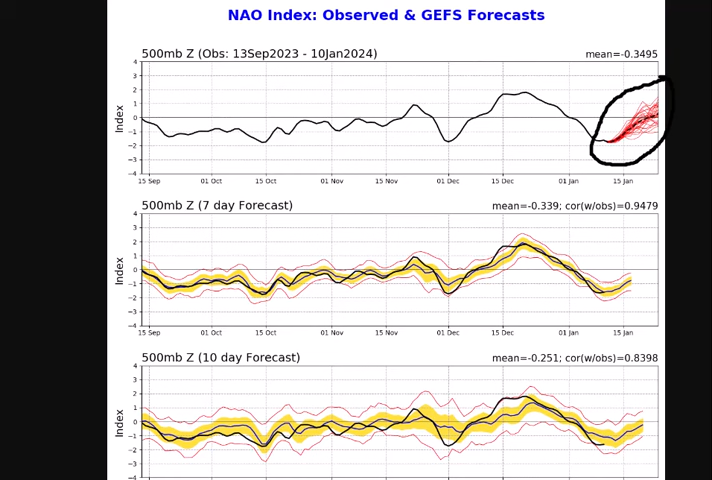 NAO Index: Observed & GEFS Forecasts
500mb Z (Obs: 13Sep2023 - 10Jan2024)
mean=-0.3495
4
3
2
1
0
−1
−2
−3
−4
Index
15 Sep 01 Oct 15 Oct 01 Nov 15 Nov 01 Dec 15 Dec 01 Jan 15 Jan
500mb Z (7 day Forecast)
mean=-0.339; cor(w/obs)=0.9479
4
3
2
1
0
−1
−2
−3
−4
Index
15 Sep 01 Oct 15 Oct 01 Nov 15 Nov 01 Dec 15 Dec 01 Jan 15 Jan
500mb Z (10 day Forecast)
mean=-0.251; cor(w/obs)=0.8398
4
3
2
1
0
−1
−2
−3
−4
Index